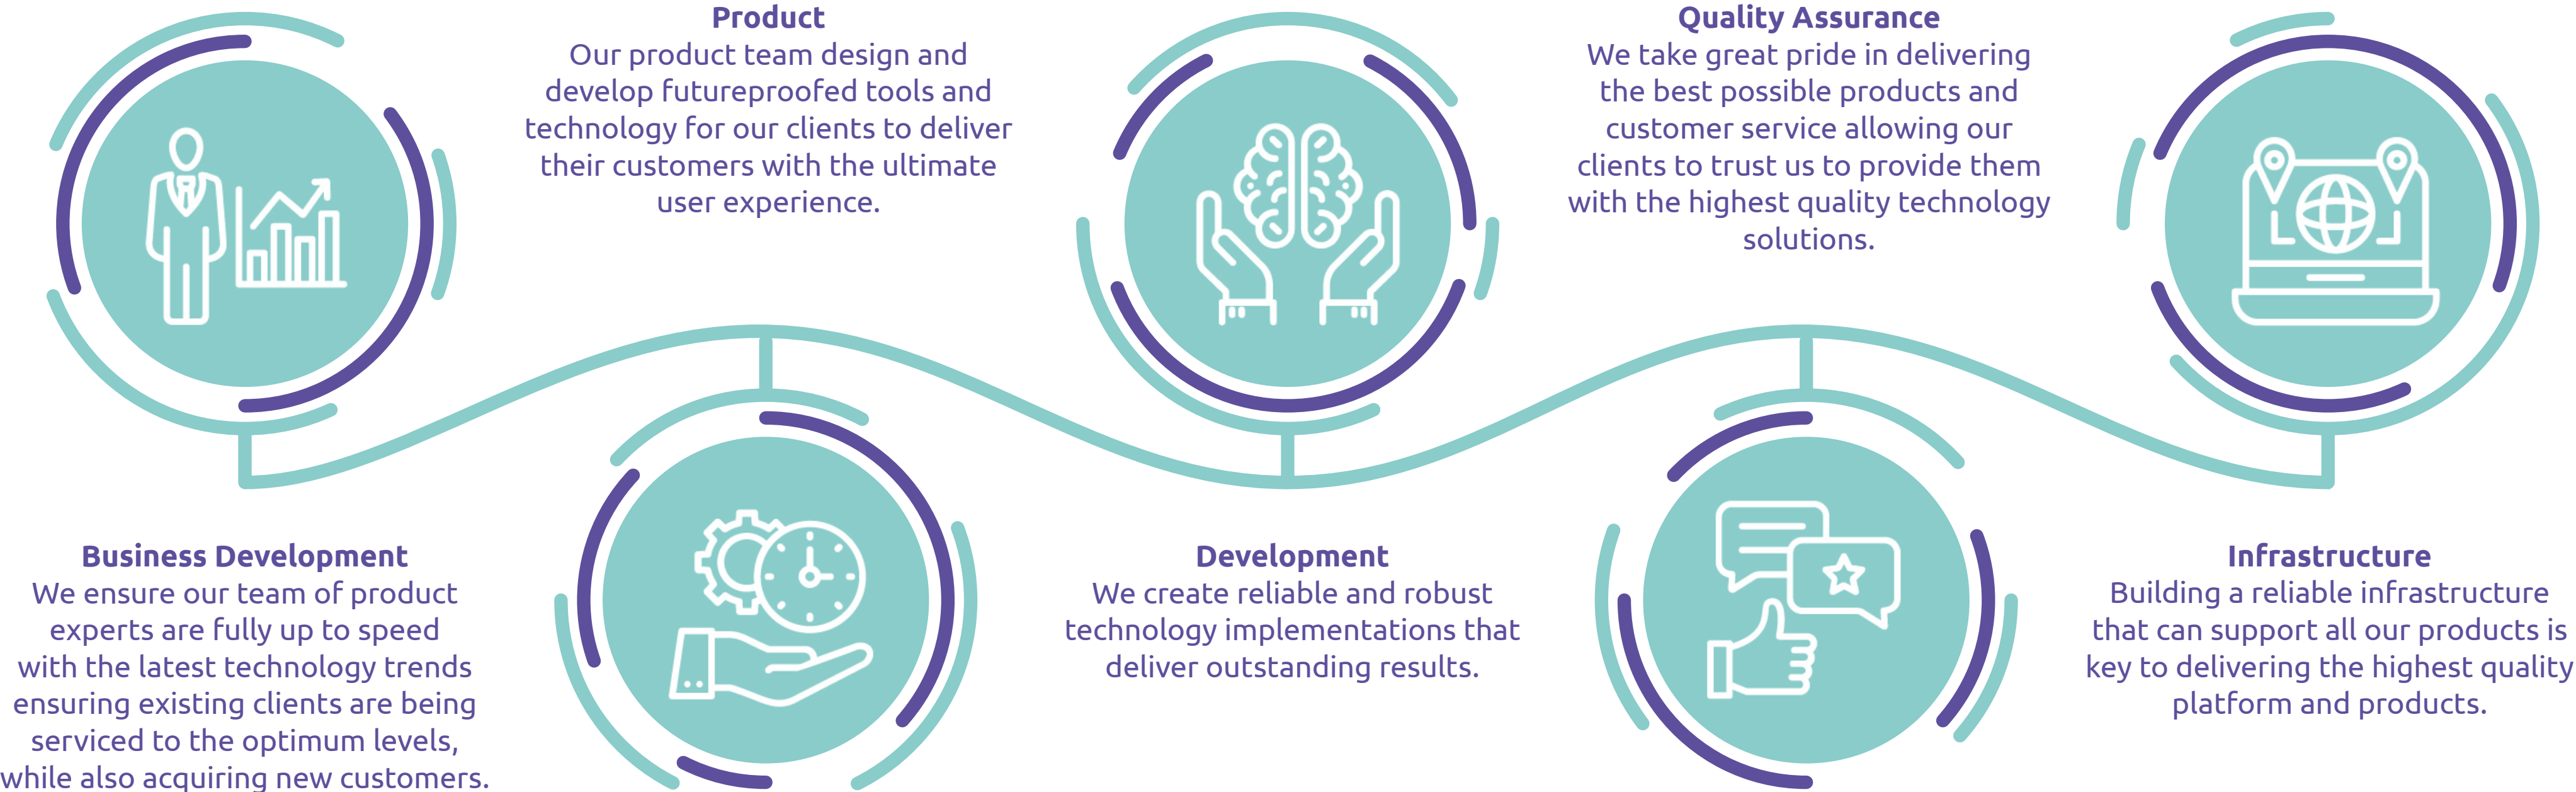 Product
Our product team design and
develop futureproofed tools and
technology for our clients to deliver
their customers with the ultimate
user experience.
Quality Assurance
We take great pride in delivering
the best possible products and
customer service allowing our
clients to trust us to provide them
with the highest quality technology
solutions.
Business Development
We ensure our team of product
experts are fully up to speed
with the latest technology trends
ensuring existing clients are being
serviced to the optimum levels,
while also acquiring new customers.
Development
We create reliable and robust
technology implementations that
deliver outstanding results.
Infrastructure
Building a reliable infrastructure
that can support all our products is
key to delivering the highest quality
platform and products.